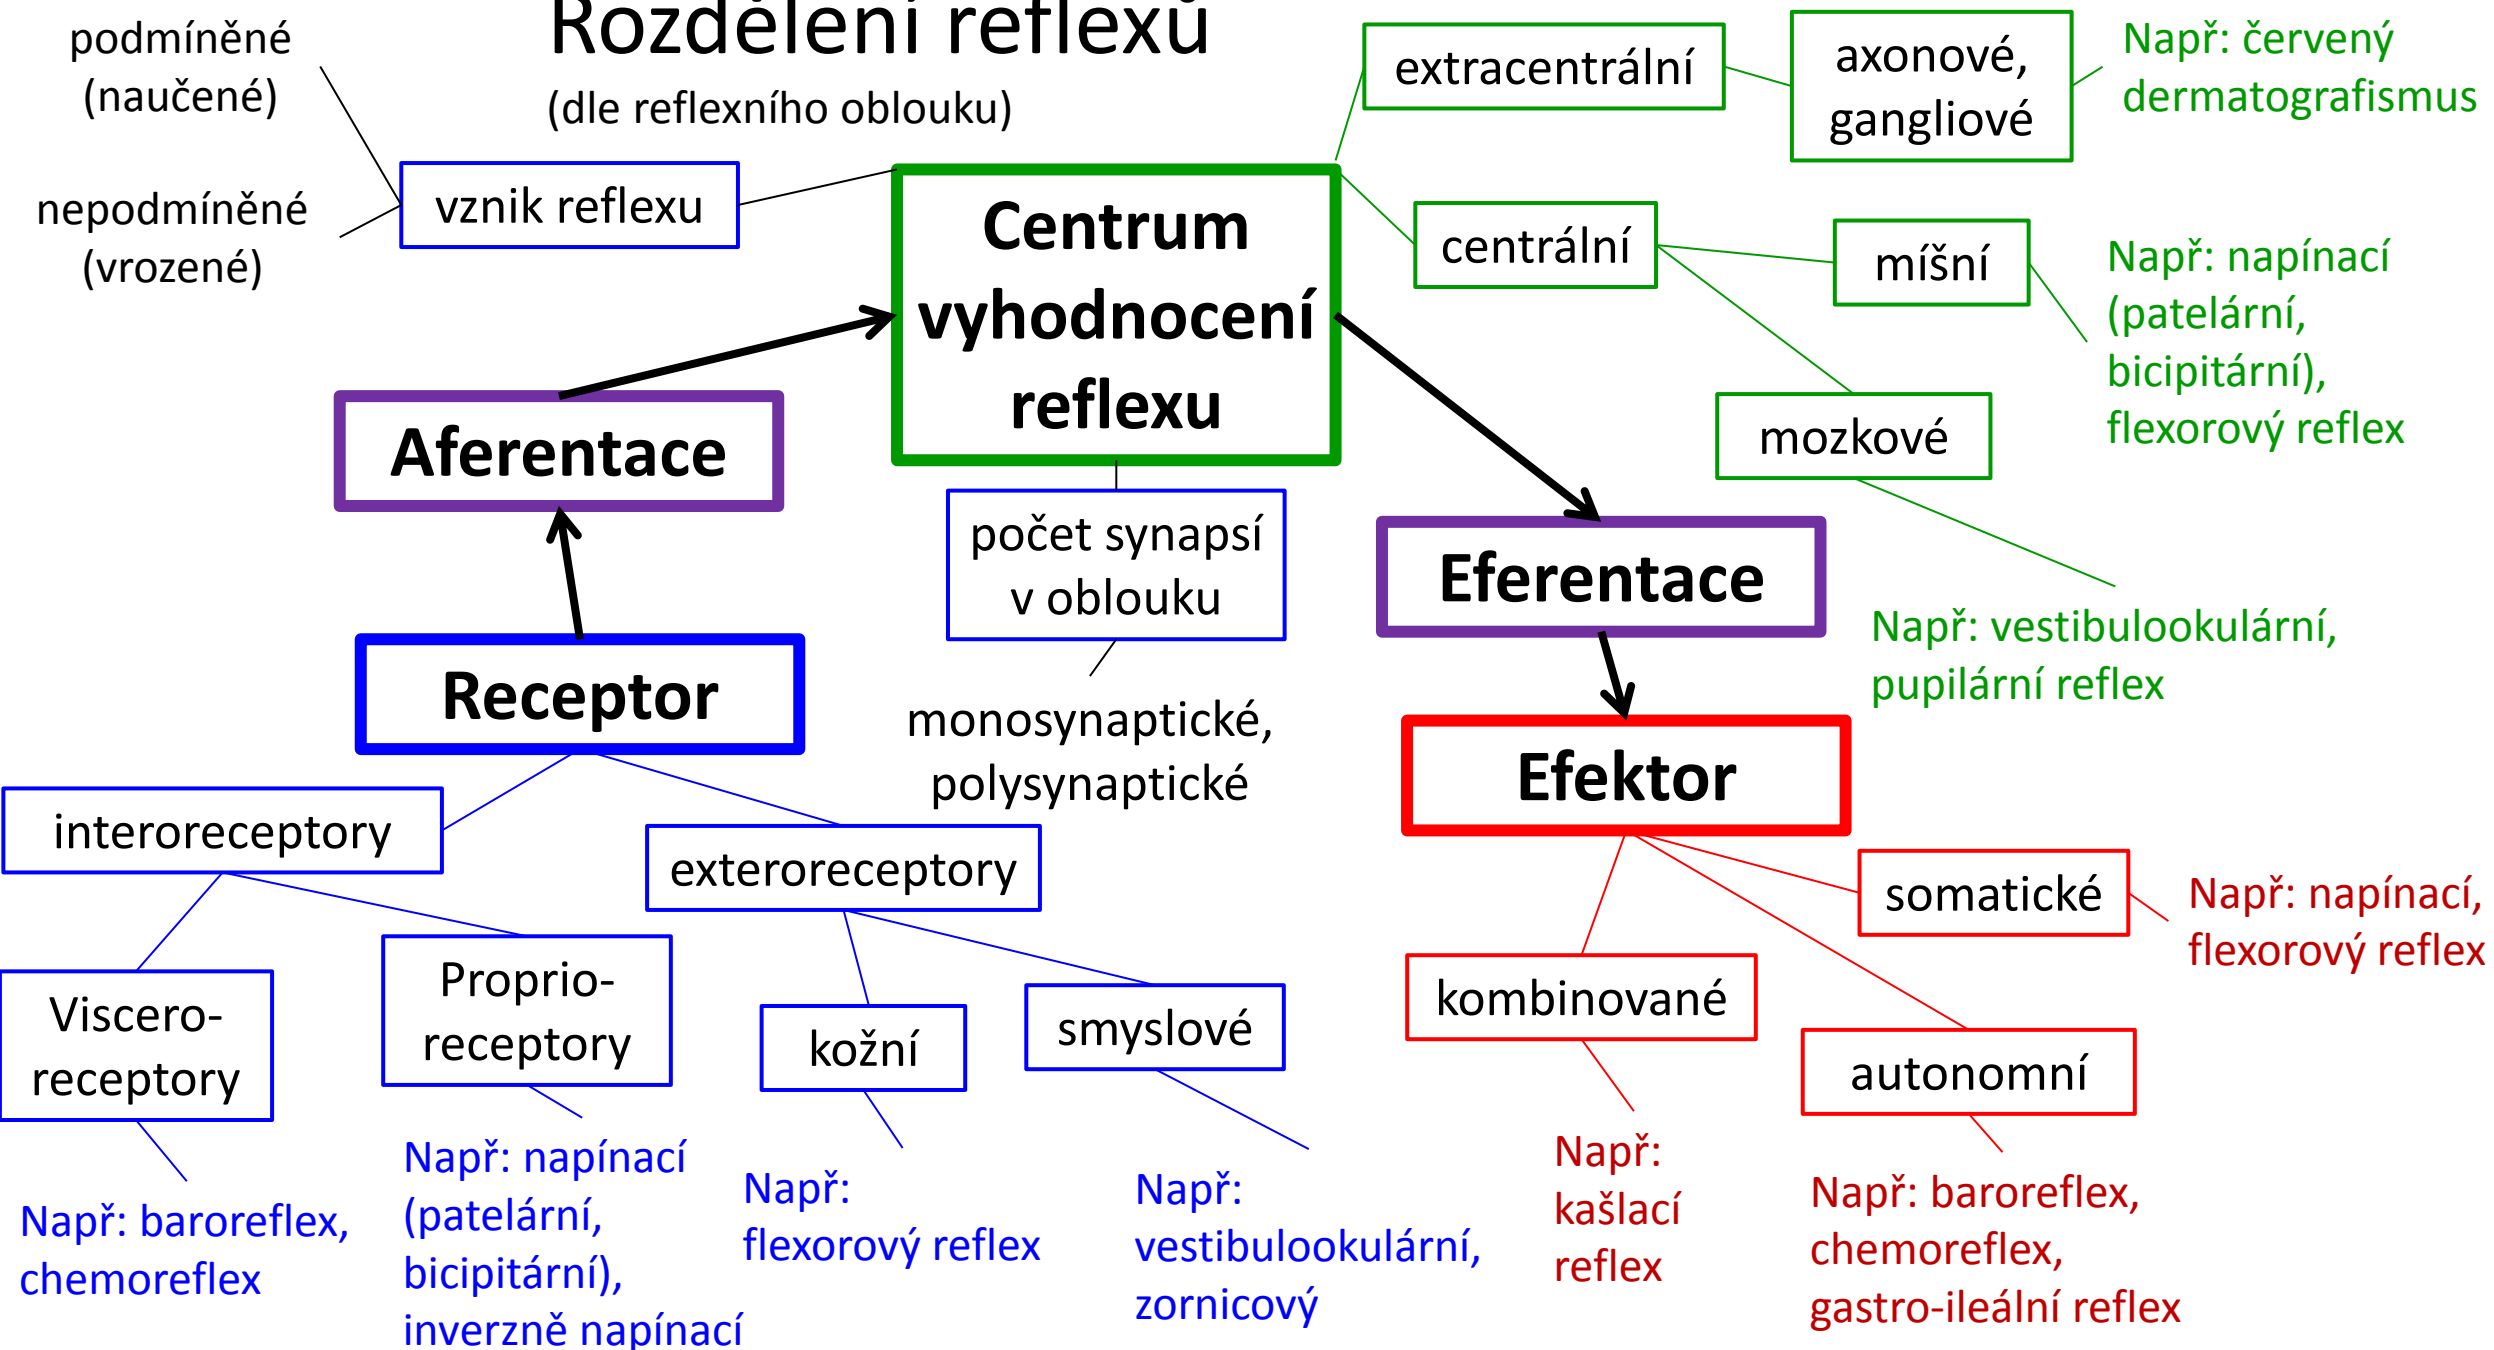 Rozdělení reflexů
(dle reflexního oblouku)
podmíněné
(naučené)
nepodmíněné
(vrozené)
vznik reflexu
Centrum
vyhodnocení
reflexu
extracentrální
axonové,
gangliové
Např: červený
dermatografismus
centrální
míšní
Např: napínací
(patelární,
bicipitární),
flexorový reflex
mozkové
Např: vestibulookulární,
pupilární reflex
Aferentace
počet synapsí
v oblouku
monosynaptické,
polysynaptické
Eferentace
Receptor
Efektor
interoreceptory
exteroreceptory
Viscero-
receptory
Proprio-
receptory
kožní
smyslové
Např: baroreflex,
chemoreflex
Např: napínací
(patelární,
bicipitární),
inverzně napínací
Např:
flexorový reflex
Např:
vestibulookulární,
zornicový
somatické
Např: napínací,
flexorový reflex
kombinované
autonomní
Např:
kašlací
reflex
Např: baroreflex,
chemoreflex,
gastro-ileální reflex